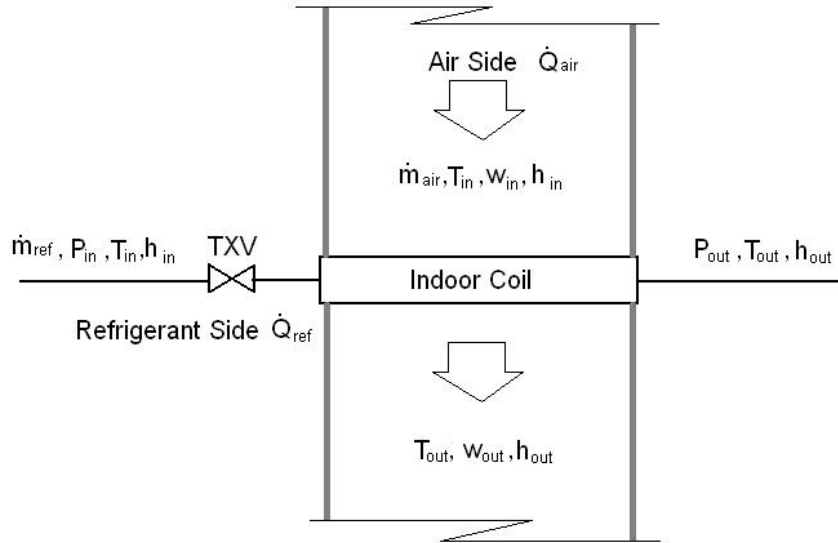 Air Side Q̇air
ṁair,Tin,win,hin
ṁref, Pin,Tin,hin
TXV
Pout,Tout,hout
Indoor Coil
Refrigerant Side Q̇ref
Tout, wout,hout